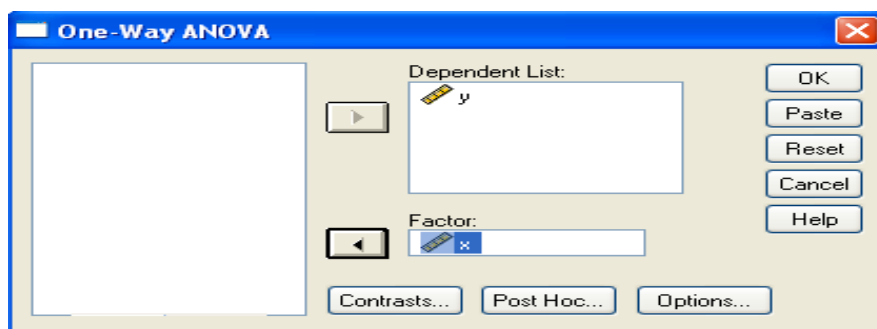 One-Way ANOVA
Dependent List:
y
Factor:
x
OK
Paste
Reset
Cancel
Help
Contrasts...
Post Hoc...
Options...